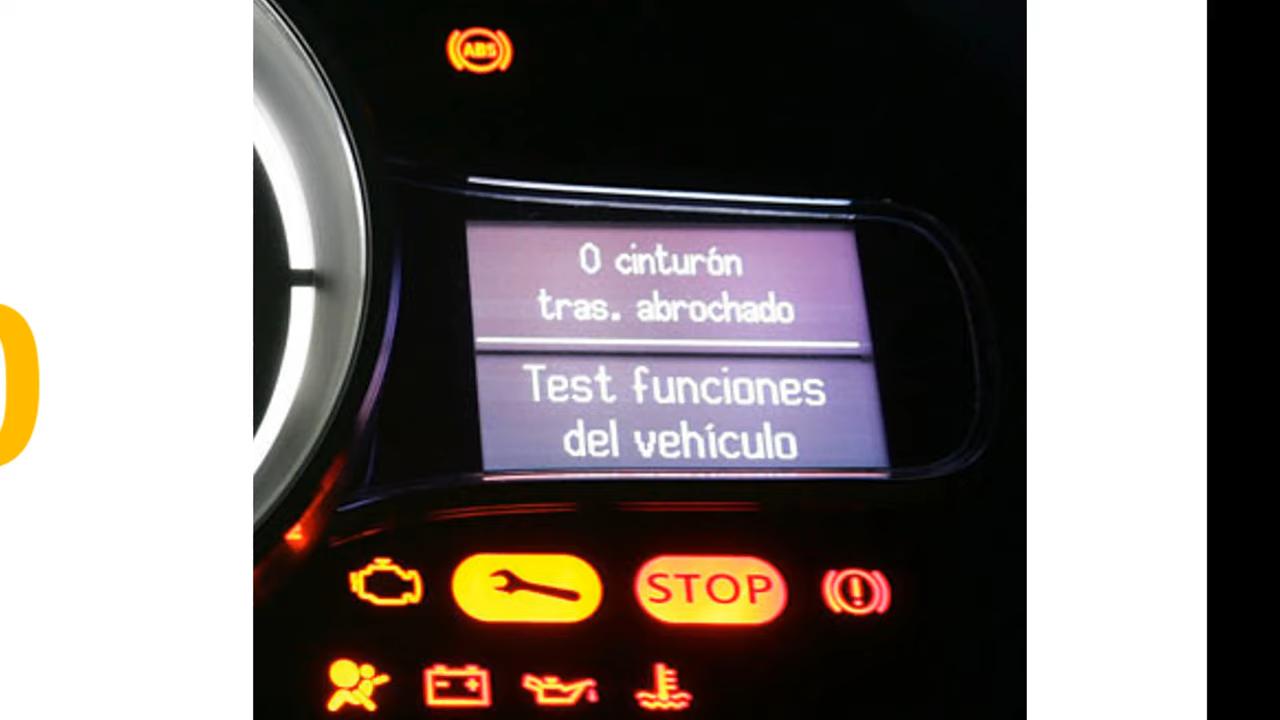 ABS
0 cinturón
tras. abrochado
Test funciones
del vehículo
STOP